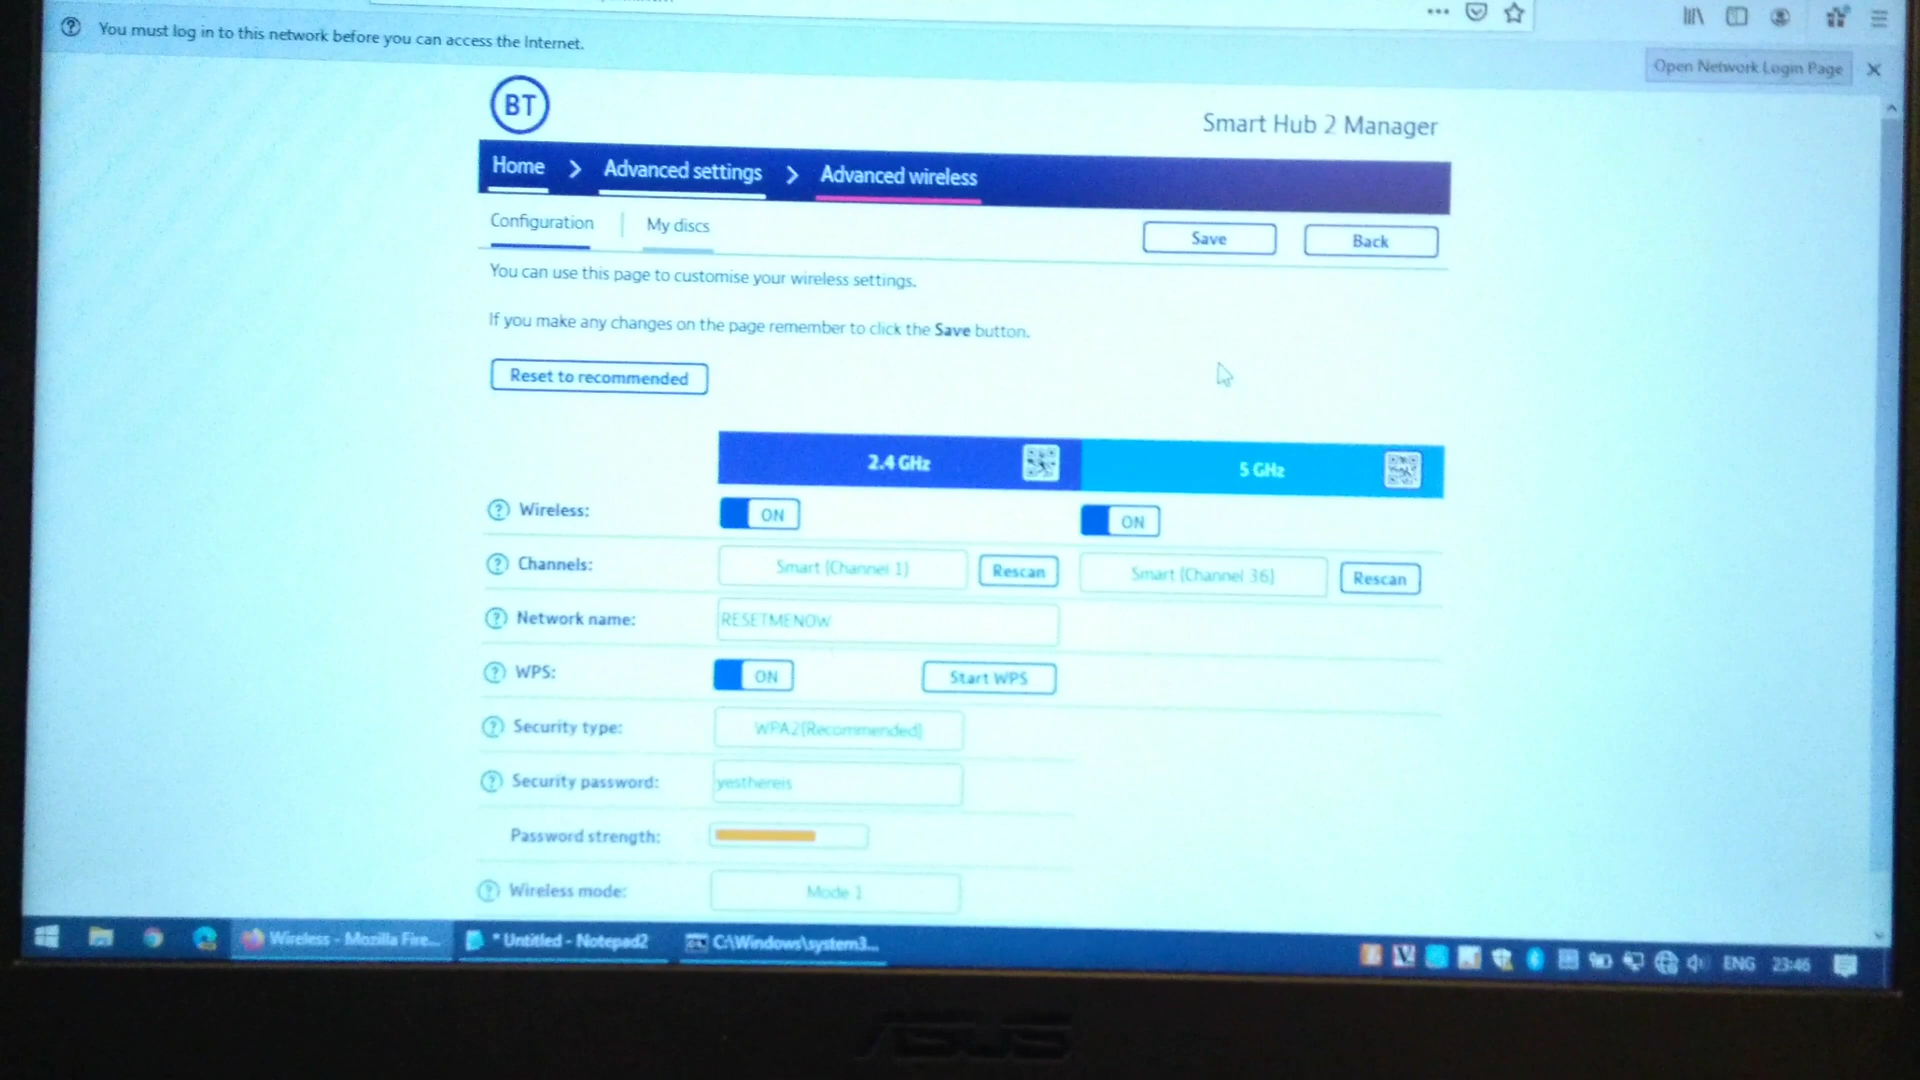 You must log in to this network before you can access the Internet.
Open Network Login Page
BT
Smart Hub 2 Manager
Home > Advanced settings > Advanced wireless
Configuration | My discs
Save Back
You can use this page to customise your wireless settings.
If you make any changes on the page remember to click the Save button.
Reset to recommended
2.4 GHz 5 GHz
Wireless: ON ON
Channels: Smart (Channel 1) Rescan Smart (Channel 36) Rescan
Network name: RESETMENOW
WPS: ON Start WPS
Security type: WPA2(Recommended)
Security password: yesthereis
Password strength:
Wireless mode: Mode 1
Wireless - Mozilla Fire... * Untitled - Notepad2 C:\Windows\system3... ENG 23:46
ASUS